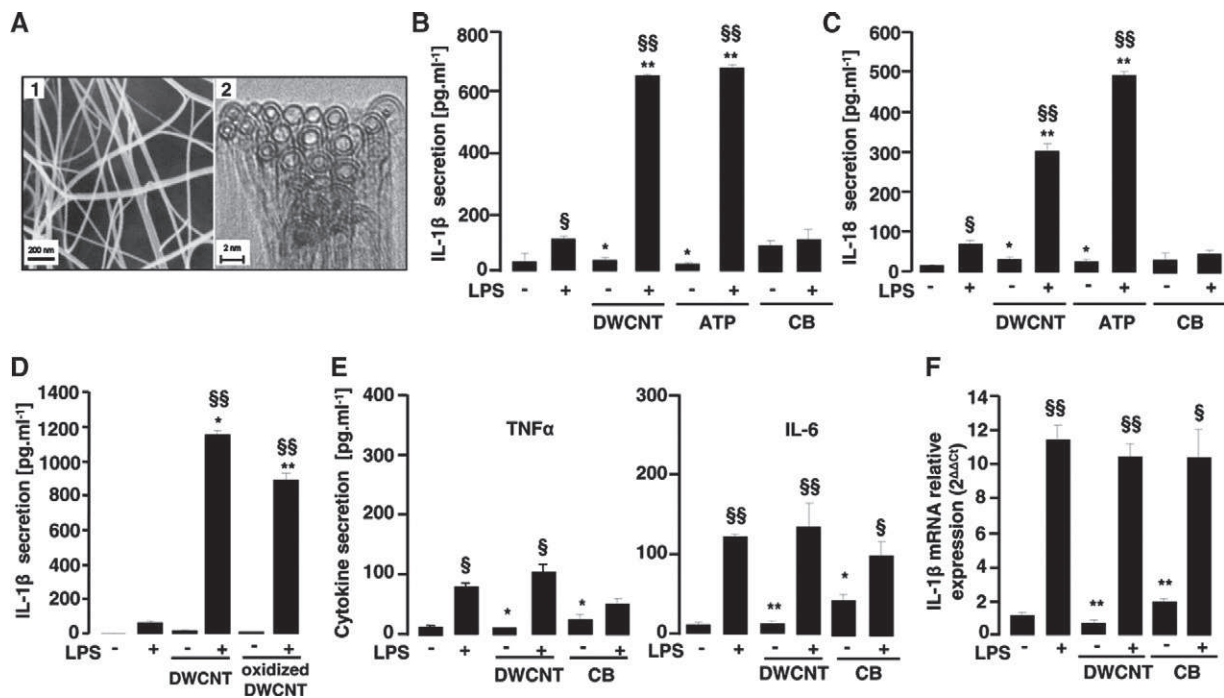 A
1
200 nm
2
2 nm
B
IL-1β secretion [pg.ml-1]
800
600
400
200
0
§
*
§§
**
*
§§
**
LPS - + - + - + - +
DWCNT ATP CB
C
IL-18 secretion [pg.ml-1]
600
500
400
300
200
100
0
§
*
§§
**
*
§§
**
LPS - + - + - + - +
DWCNT ATP CB
D
IL-1β secretion [pg.ml-1]
1400
1200
1000
800
600
400
200
0
§§
*
§§
**
LPS - + - + - +
DWCNT oxidized
DWCNT
E
Cytokine secretion [pg.ml-1]
400
300
200
100
0
TNFα
§
*
§
*
LPS - + - + - +
DWCNT CB
300
200
100
0
IL-6
§§
**
§§
*
§
- + - + - +
DWCNT CB
F
IL-1β mRNA relative
expression (2ΔΔCt)
14
12
10
8
6
4
2
0
§§
**
§§
**
§
LPS - + - + - +
DWCNT CB